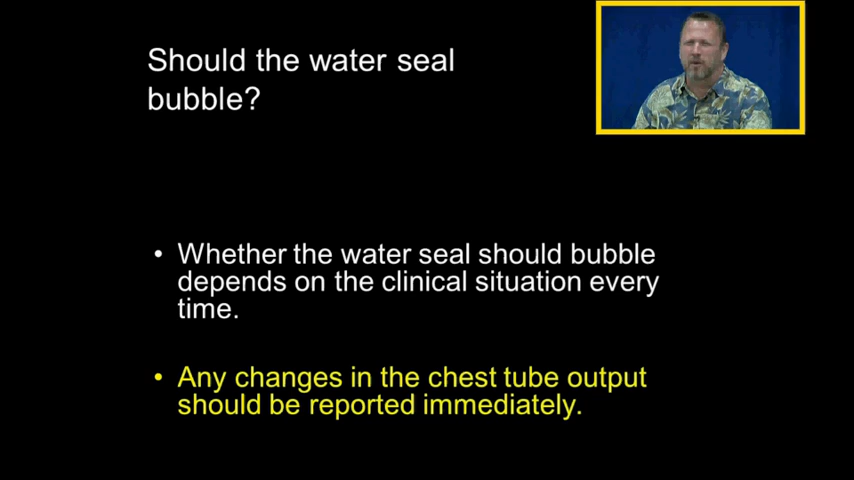 Should the water seal
bubble?
• Whether the water seal should bubble
depends on the clinical situation every
time.
• Any changes in the chest tube output
should be reported immediately.